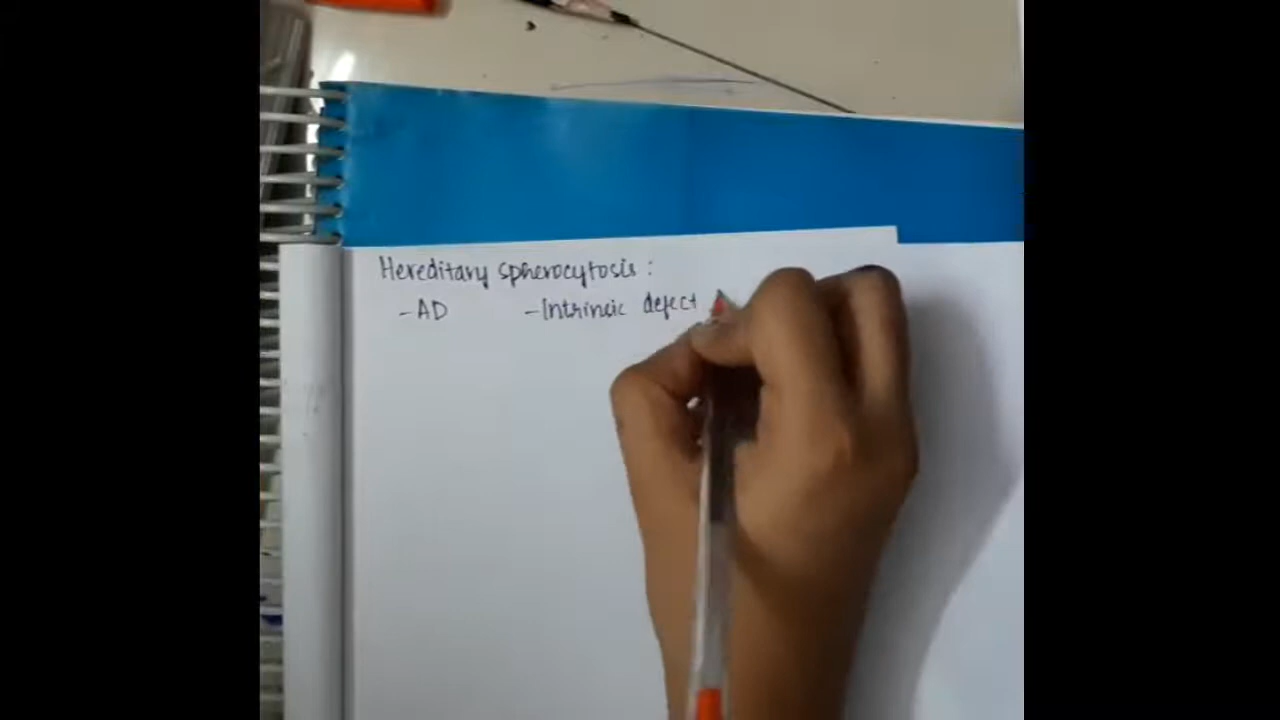 Hereditary spherocytosis :
- AD - Intrinsic defect